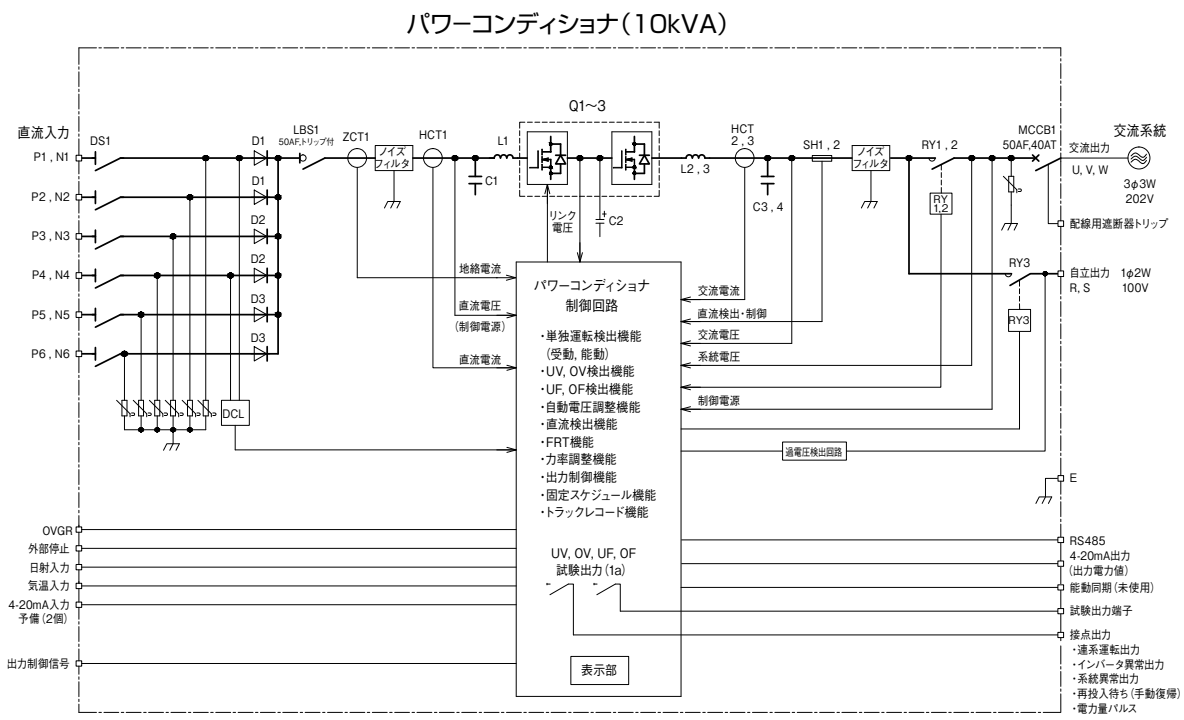 パワーコンディショナ(10kVA)
直流入力
DS1
P1, N1
P2, N2
P3, N3
P4, N4
P5, N5
P6, N6
D1
D1
D2
D2
D3
D3
LBS1
50AF,トリップ付
ZCT1
ノイズ
フィルタ
HCT1
C1
L1
Q1~3
リンク
電圧
+
C2
L2, 3
HCT
2, 3
C3, 4
SH1, 2
ノイズ
フィルタ
RY1, 2
RY
1,2
MCCB1
50AF,40AT
交流系統
交流出力
U, V, W
3φ3W
202V
配線用遮断器トリップ
RY3
RY3
自立出力 1φ2W
R, S 100V
DCL
地絡電流
直流電圧
(制御電源)
直流電流
パワーコンディショナ
制御回路
・単独運転検出機能
(受動, 能動)
・UV, OV検出機能
・UF, OF検出機能
・自動電圧調整機能
・直流検出機能
・FRT機能
・力率調整機能
・出力制御機能
・固定スケジュール機能
・トラックレコード機能
UV, OV, UF, OF
試験出力(1a)
表示部
交流電流
直流検出・制御
交流電圧
系統電圧
制御電源
過電圧検出回路
E
OVGR
外部停止
日射入力
気温入力
4-20mA入力
予備(2個)
出力制御信号
RS485
4-20mA出力
(出力電力値)
能動同期(未使用)
試験出力端子
接点出力
・連系運転出力
・インバータ異常出力
・系統異常出力
・再投入待ち(手動復帰)
・電力量パルス